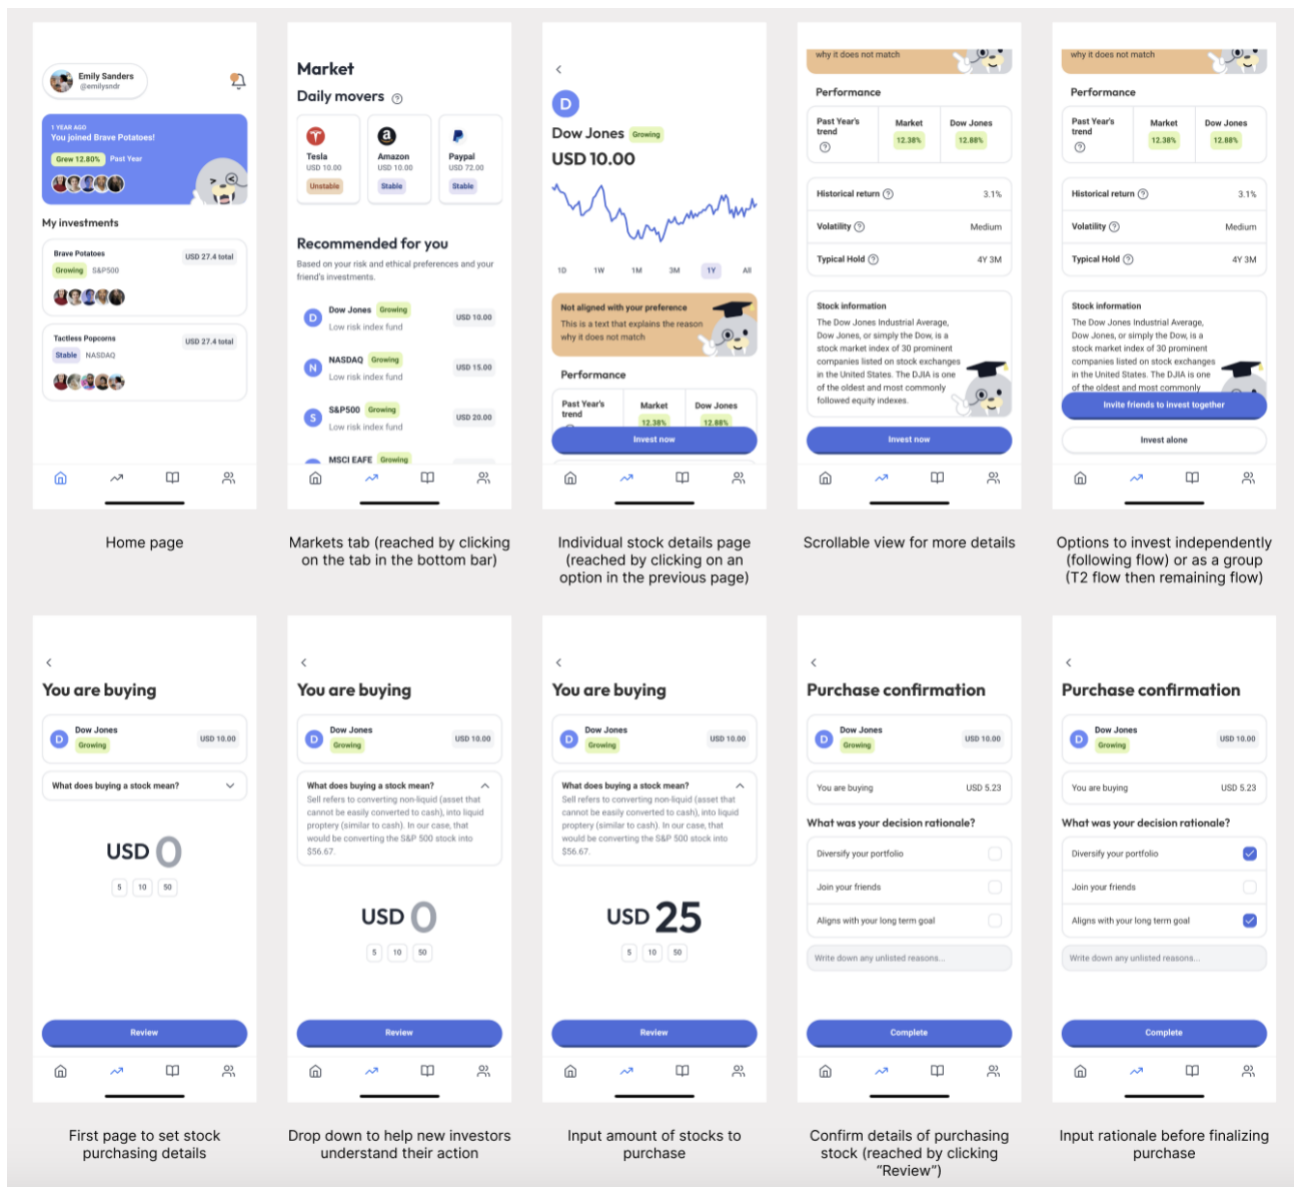 Emily Sanders
@emilysndr
1 YEAR AGO
You joined Brave Potatoes!
Grew 12.80% Past Year
My investments
Brave Potatoes USD 27.4 total
Growing S&P500
Tactless Popcorns USD 27.4 total
Stable NASDAQ
Home page
Market
Daily movers ?
Tesla Amazon Paypal
USD 10.00 USD 10.00 USD 72.00
Unstable Stable Stable
Recommended for you
Based on your risk and ethical preferences and your
friend's investments.
D Dow Jones Growing USD 10.00
Low risk index fund
N NASDAQ Growing USD 15.00
Low risk index fund
S S&P500 Growing USD 20.00
Low risk index fund
MSCI EAFE Growing
Markets tab (reached by clicking
on the tab in the bottom bar)
D
Dow Jones Growing
USD 10.00
1D 1W 1M 3M 1Y All
Not aligned with your preference
This is a text that explains the reason
why it does not match
Performance
Past Year's Market Dow Jones
trend 12.38% 12.88%
Invest now
Individual stock details page
(reached by clicking on an
option in the previous page)
why it does not match
Performance
Past Year's Market Dow Jones
trend 12.38% 12.88%
?
Historical return ? 3.1%
Volatility ? Medium
Typical Hold ? 4Y 3M
Stock information
The Dow Jones Industrial Average,
Dow Jones, or simply the Dow, is a
stock market index of 30 prominent
companies listed on stock exchanges
in the United States. The DJIA is one
of the oldest and most commonly
followed equity indexes.
Invest now
Scrollable view for more details
why it does not match
Performance
Past Year's Market Dow Jones
trend 12.38% 12.88%
?
Historical return ? 3.1%
Volatility ? Medium
Typical Hold ? 4Y 3M
Stock information
The Dow Jones Industrial Average,
Dow Jones, or simply the Dow, is a
stock market index of 30 prominent
companies listed on stock exchanges
in the United States. The DJIA is one
of the oldest and most commonly
Invite friends to invest together
Invest alone
Options to invest independently
(following flow) or as a group
(T2 flow then remaining flow)
You are buying
D Dow Jones USD 10.00
Growing
What does buying a stock mean?
USD 0
5 10 50
Review
First page to set stock
purchasing details
You are buying
D Dow Jones USD 10.00
Growing
What does buying a stock mean?
Sell refers to converting non-liquid (asset that
cannot be easily converted to cash), into liquid
proptery (similar to cash). In our case, that
would be converting the S&P 500 stock into
$56.67.
USD 0
5 10 50
Review
Drop down to help new investors
understand their action
You are buying
D Dow Jones USD 10.00
Growing
What does buying a stock mean?
Sell refers to converting non-liquid (asset that
cannot be easily converted to cash), into liquid
proptery (similar to cash). In our case, that
would be converting the S&P 500 stock into
$56.67.
USD 25
5 10 50
Review
Input amount of stocks to
purchase
Purchase confirmation
D Dow Jones USD 10.00
Growing
You are buying USD 5.23
What was your decision rationale?
Diversify your portfolio
Join your friends
Aligns with your long term goal
Write down any unlisted reasons...
Complete
Confirm details of purchasing
stock (reached by clicking
"Review")
Purchase confirmation
D Dow Jones USD 10.00
Growing
You are buying USD 5.23
What was your decision rationale?
Diversify your portfolio
Join your friends
Aligns with your long term goal
Write down any unlisted reasons...
Complete
Input rationale before finalizing
purchase